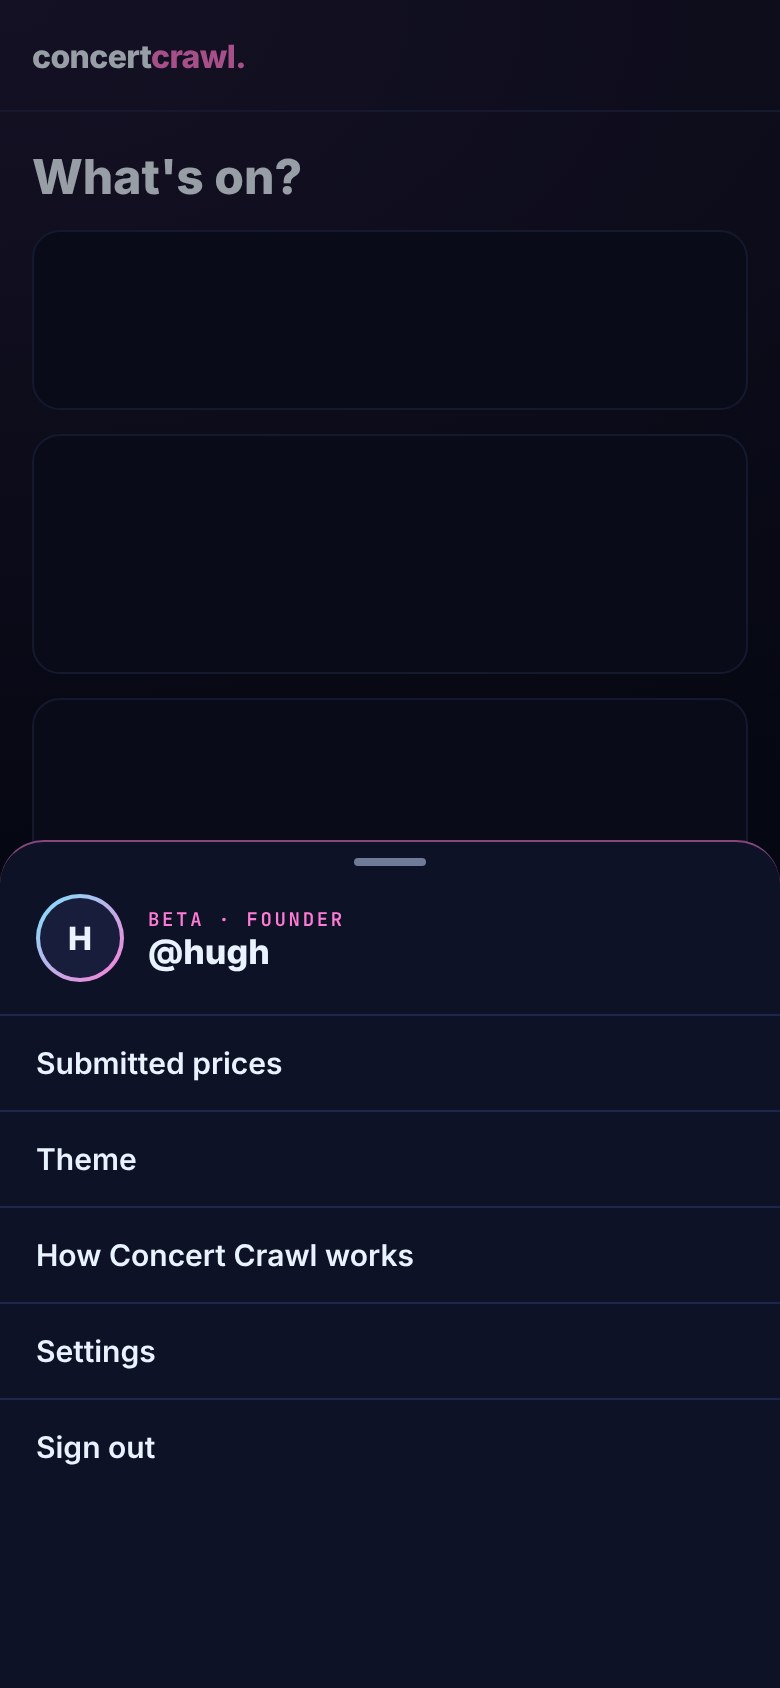 concertcrawl.
What's on?
H
BETA · FOUNDER
@hugh
Submitted prices
Theme
How Concert Crawl works
Settings
Sign out